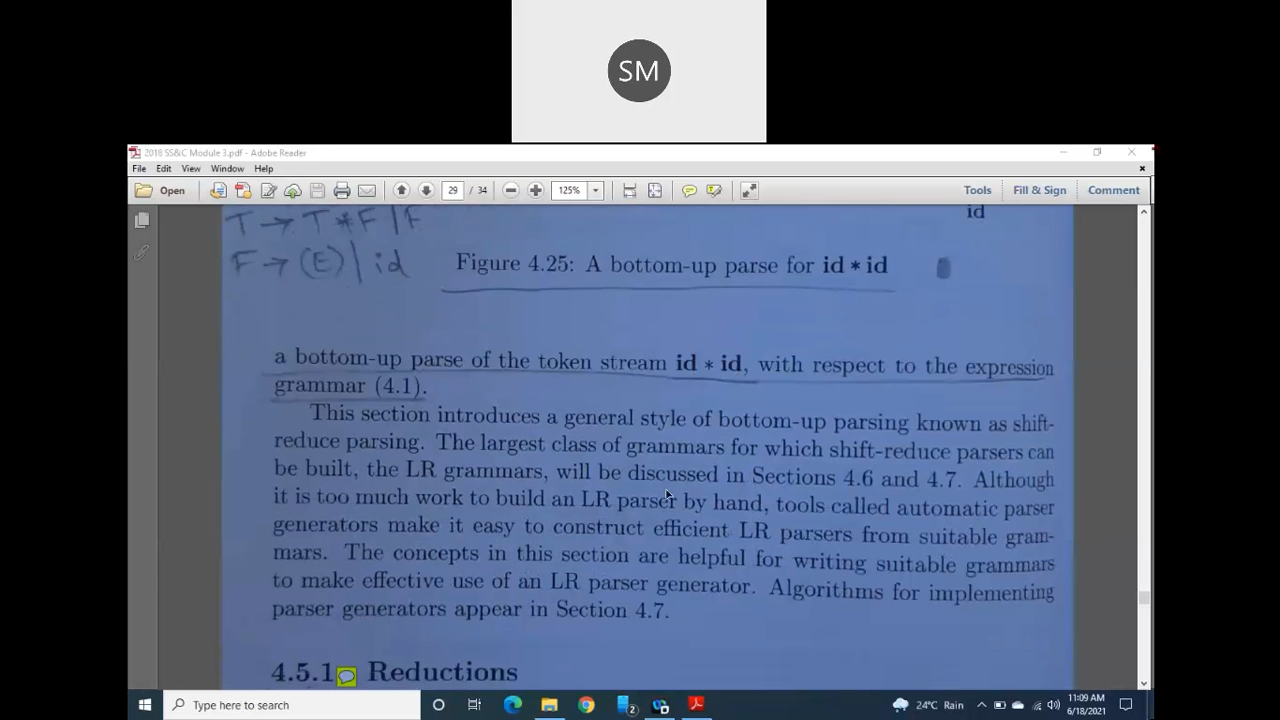 SM
2018 SS&C Module 3.pdf - Adobe Reader
File Edit View Window Help
Open 29 / 34 125% Tools Fill & Sign Comment
T → T * F | F
id
F → (E) | id
Figure 4.25: A bottom-up parse for id * id
a bottom-up parse of the token stream id * id, with respect to the expression
grammar (4.1).
This section introduces a general style of bottom-up parsing known as shift-
reduce parsing. The largest class of grammars for which shift-reduce parsers can
be built, the LR grammars, will be discussed in Sections 4.6 and 4.7. Although
it is too much work to build an LR parser by hand, tools called automatic parser
generators make it easy to construct efficient LR parsers from suitable gram-
mars. The concepts in this section are helpful for writing suitable grammars
to make effective use of an LR parser generator. Algorithms for implementing
parser generators appear in Section 4.7.
4.5.1 Reductions
Type here to search
2
24°C Rain
11:09 AM
6/18/2021